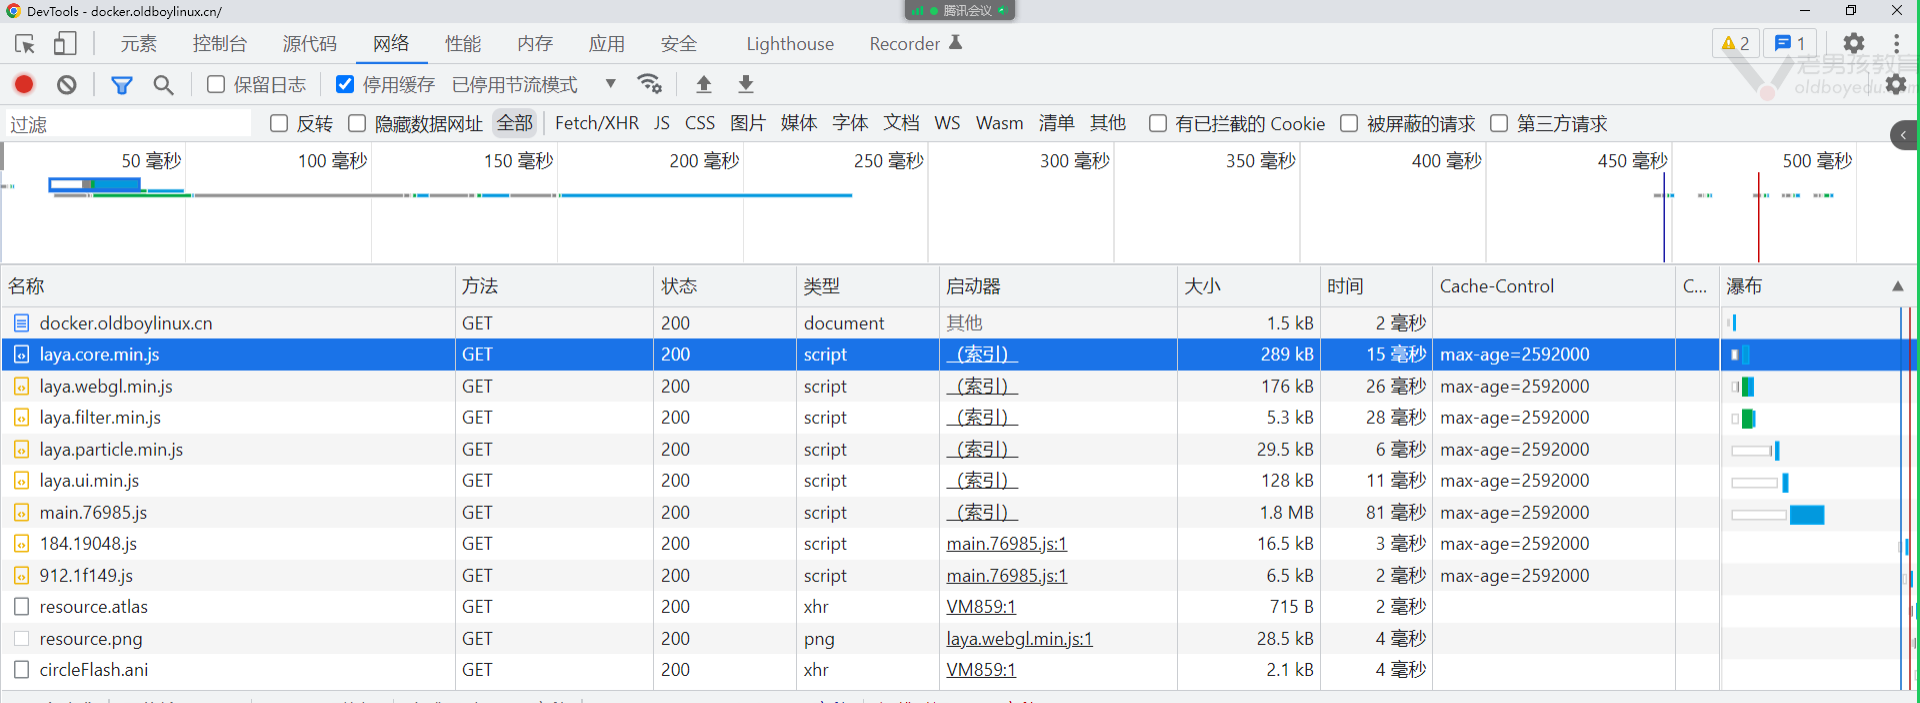 DevTools - docker.oldboylinux.cn/
腾讯会议
元素 控制台 源代码 网络 性能 内存 应用 安全 Lighthouse Recorder 2 1
老男孩教育
oldboyedu.com
保留日志 停用缓存 已停用节流模式
过滤 反转 隐藏数据网址 全部 Fetch/XHR JS CSS 图片 媒体 字体 文档 WS Wasm 清单 其他 有已拦截的 Cookie 被屏蔽的请求 第三方请求
50 毫秒 100 毫秒 150 毫秒 200 毫秒 250 毫秒 300 毫秒 350 毫秒 400 毫秒 450 毫秒 500 毫秒
名称 方法 状态 类型 启动器 大小 时间 Cache-Control C... 瀑布
docker.oldboylinux.cn GET 200 document 其他 1.5 kB 2 毫秒
laya.core.min.js GET 200 script （索引） 289 kB 15 毫秒 max-age=2592000
laya.webgl.min.js GET 200 script （索引） 176 kB 26 毫秒 max-age=2592000
laya.filter.min.js GET 200 script （索引） 5.3 kB 28 毫秒 max-age=2592000
laya.particle.min.js GET 200 script （索引） 29.5 kB 6 毫秒 max-age=2592000
laya.ui.min.js GET 200 script （索引） 128 kB 11 毫秒 max-age=2592000
main.76985.js GET 200 script （索引） 1.8 MB 81 毫秒 max-age=2592000
184.19048.js GET 200 script main.76985.js:1 16.5 kB 3 毫秒 max-age=2592000
912.1f149.js GET 200 script main.76985.js:1 6.5 kB 2 毫秒 max-age=2592000
resource.atlas GET 200 xhr VM859:1 715 B 2 毫秒
resource.png GET 200 png laya.webgl.min.js:1 28.5 kB 4 毫秒
circleFlash.ani GET 200 xhr VM859:1 2.1 kB 4 毫秒